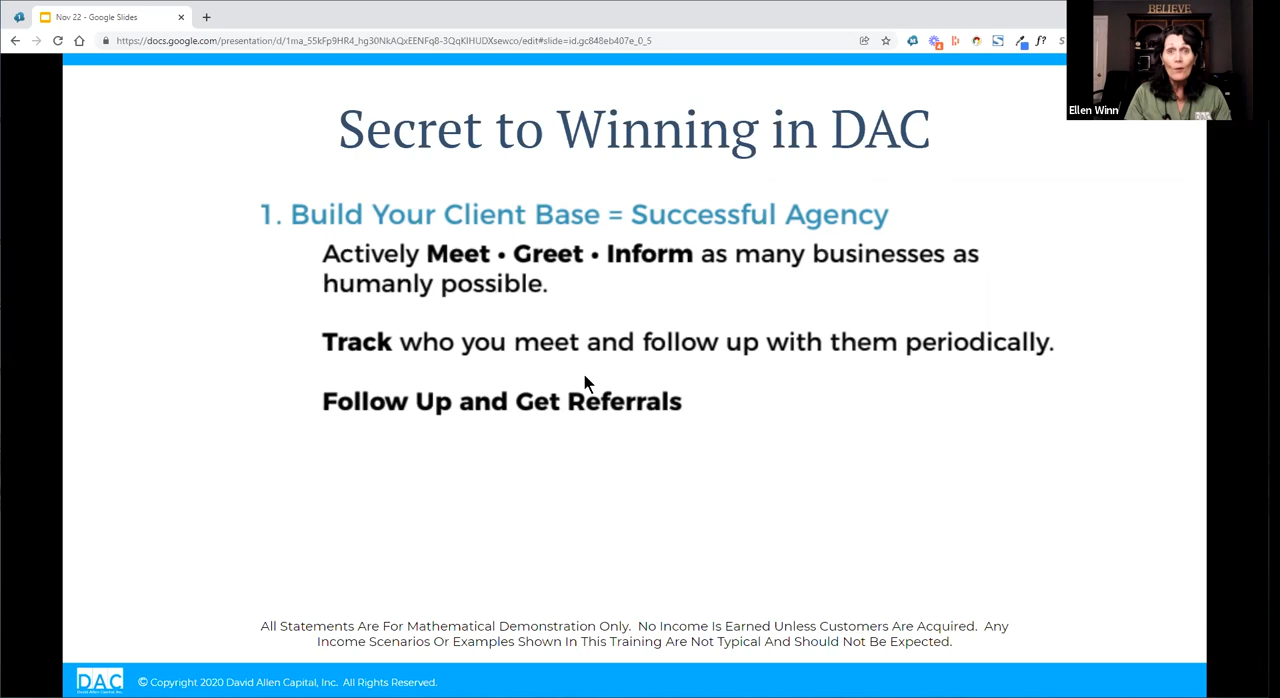 Nov 22 - Google Slides
https://docs.google.com/presentation/d/1ma_55kFp9HR4_hg30NkAQxEENFq8-3QqKIHUDXsewco/edit#slide=id.gc848eb407e_0_5
BELIEVE
Ellen Winn
Secret to Winning in DAC
1. Build Your Client Base = Successful Agency
Actively Meet • Greet • Inform as many businesses as
humanly possible.
Track who you meet and follow up with them periodically.
Follow Up and Get Referrals
All Statements Are For Mathematical Demonstration Only. No Income Is Earned Unless Customers Are Acquired. Any
Income Scenarios Or Examples Shown In This Training Are Not Typical And Should Not Be Expected.
DAC
© Copyright 2020 David Allen Capital, Inc. All Rights Reserved.